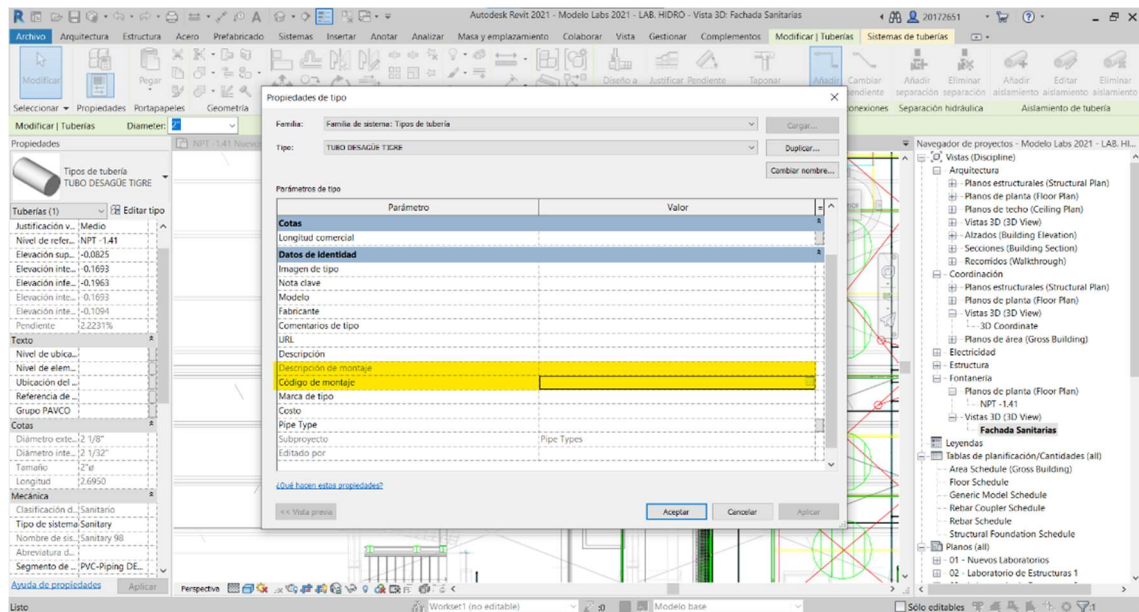 Autodesk Revit 2021 - Modelo Labs 2021 - LAB. HIDRO - Vista 3D: Fachada Sanitarias
20172651
Archivo Arquitectura Estructura Acero Prefabricado Sistemas Insertar Anotar Analizar Masa y emplazamiento Colaborar Vista Gestionar Complementos Modificar | Tuberías Sistemas de tuberías
Modificar Pegar Diseño a Justificar Pendiente Taponar Añadir Cambiar Añadir Eliminar Añadir Editar Eliminar
pendiente separación separación aislamiento aislamiento aislamiento
Seleccionar Propiedades Portapapeles Geometría Separación hidráulica Aislamiento de tubería
Modificar | Tuberías Diameter: 2"
Propiedades
Tipos de tubería
TUBO DESAGÜE TIGRE
Tuberías (1) Editar tipo
Justificación v... Medio
Nivel de refer... NPT -1.41
Elevación sup... -0.0825
Elevación inte... -0.1693
Elevación infe... -0.1963
Elevación inte... -0.1693
Elevación infe... -0.1094
Pendiente -2.2231%
Texto
Nivel de ubica...
Nivel de elem...
Ubicación del ...
Referencia de ...
Grupo PAVCO
Cotas
Diámetro exte... 2 1/8"
Diámetro inte... 2 1/32"
Tamaño 2"ø
Longitud 2.6950
Mecánica
Clasificación d... Sanitario
Tipo de sistema Sanitary
Nombre de sis... Sanitary 98
Abreviatura d...
Segmento de ... PVC-Piping DE...
Ayuda de propiedades Aplicar
Propiedades de tipo
Familia: Familia de sistema: Tipos de tubería Cargar...
Tipo: TUBO DESAGÜE TIGRE Duplicar...
Cambiar nombre...
Parámetros de tipo
Parámetro Valor =
Cotas
Longitud comercial
Datos de identidad
Imagen de tipo
Nota clave
Modelo
Fabricante
Comentarios de tipo
URL
Descripción
Descripción de montaje
Código de montaje
Marca de tipo
Costo
Pipe Type
Subproyecto Pipe Types
Editado por
¿Qué hacen estas propiedades?
<< Vista previa Aceptar Cancelar Aplicar
Navegador de proyectos - Modelo Labs 2021 - LAB. HI...
Vistas (Discipline)
Arquitectura
Planos estructurales (Structural Plan)
Planos de planta (Floor Plan)
Planos de techo (Ceiling Plan)
Vistas 3D (3D View)
Alzados (Building Elevation)
Secciones (Building Section)
Recorridos (Walkthrough)
Coordinación
Planos estructurales (Structural Plan)
Planos de planta (Floor Plan)
Vistas 3D (3D View)
3D Coordinate
Planos de área (Gross Building)
Electricidad
Estructura
Fontanería
Planos de planta (Floor Plan)
NPT -1.41
Vistas 3D (3D View)
Fachada Sanitarias
Leyendas
Tablas de planificación/Cantidades (all)
Area Schedule (Gross Building)
Floor Schedule
Generic Model Schedule
Rebar Coupler Schedule
Rebar Schedule
Structural Foundation Schedule
Planos (all)
01 - Nuevos Laboratorios
02 - Laboratorio de Estructuras 1
Perspectiva
Listo Workset1 (no editable) :0 Modelo base Sólo editables